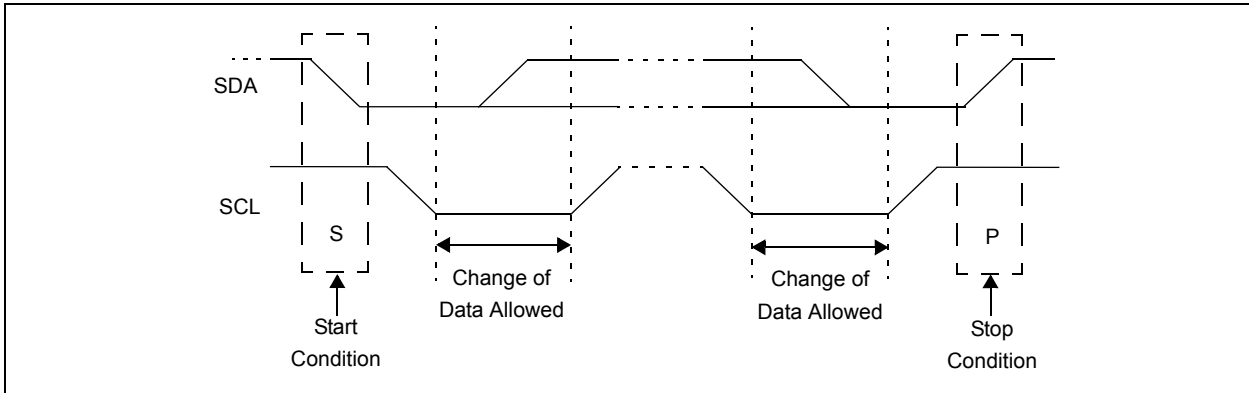 SDA
SCL
S
P
Change of
Data Allowed
Change of
Data Allowed
Start
Condition
Stop
Condition